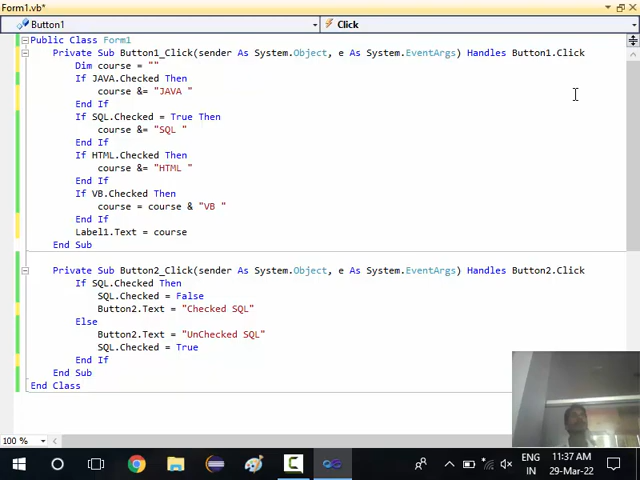 Form1.vb*
Button1
Click
Public Class Form1
Private Sub Button1_Click(sender As System.Object, e As System.EventArgs) Handles Button1.Click
Dim course = ""
If JAVA.Checked Then
course &= "JAVA "
End If
If SQL.Checked = True Then
course &= "SQL "
End If
If HTML.Checked Then
course &= "HTML "
End If
If VB.Checked Then
course = course & "VB "
End If
Label1.Text = course
End Sub
Private Sub Button2_Click(sender As System.Object, e As System.EventArgs) Handles Button2.Click
If SQL.Checked Then
SQL.Checked = False
Button2.Text = "Checked SQL"
Else
Button2.Text = "UnChecked SQL"
SQL.Checked = True
End If
End Sub
End Class
100 %
ENG 11:37 AM
IN 29-Mar-22